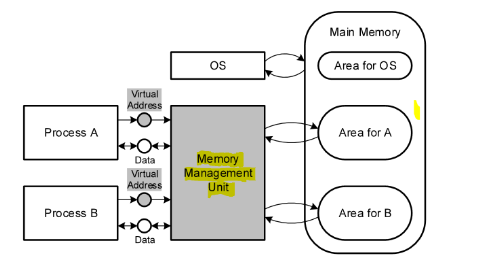 Main Memory
OS
Area for OS
Virtual
Address
Process A
Data
Area for A
Memory
Management
Unit
Virtual
Address
Process B
Data
Area for B